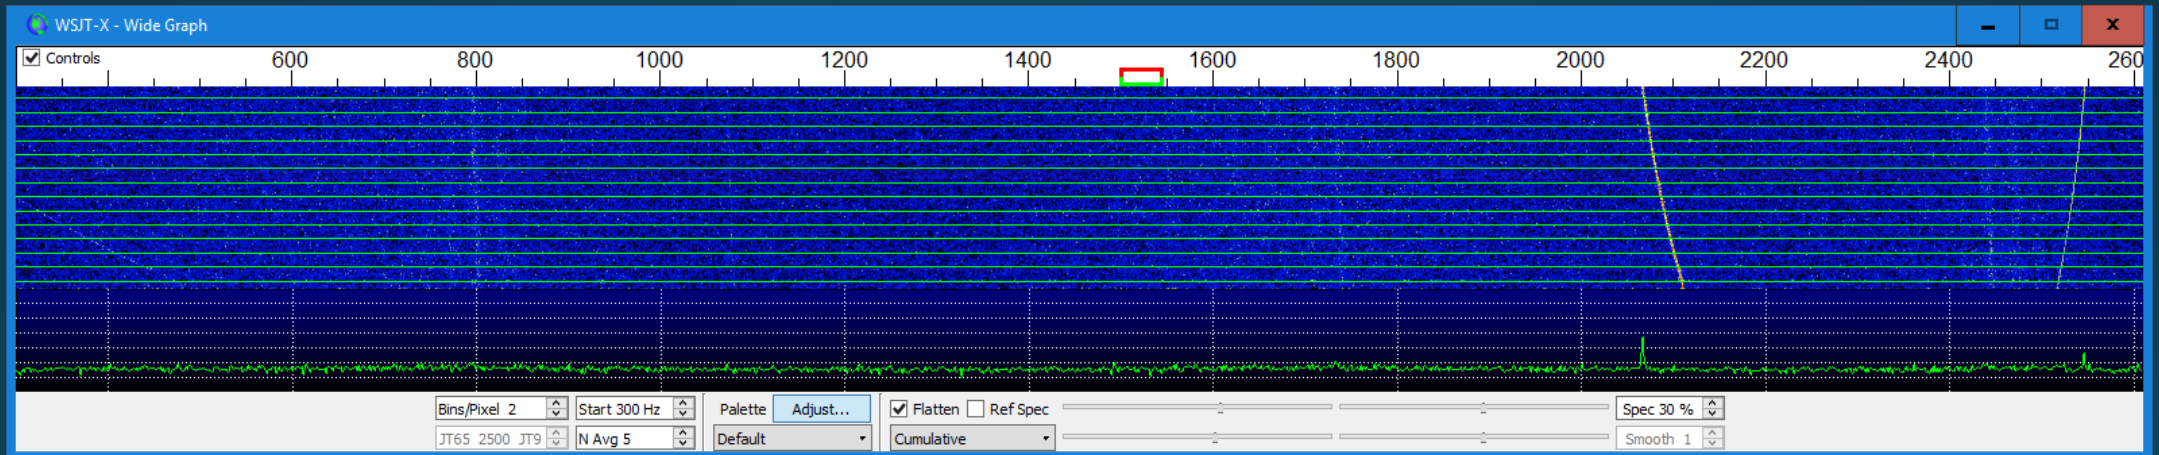 WSJT-X - Wide Graph
Controls 600 800 1000 1200 1400 1600 1800 2000 2200 2400 260
Bins/Pixel 2 Start 300 Hz Palette Adjust... Flatten Ref Spec Spec 30 %
JT65 2500 JT9 N Avg 5 Default Cumulative Smooth 1